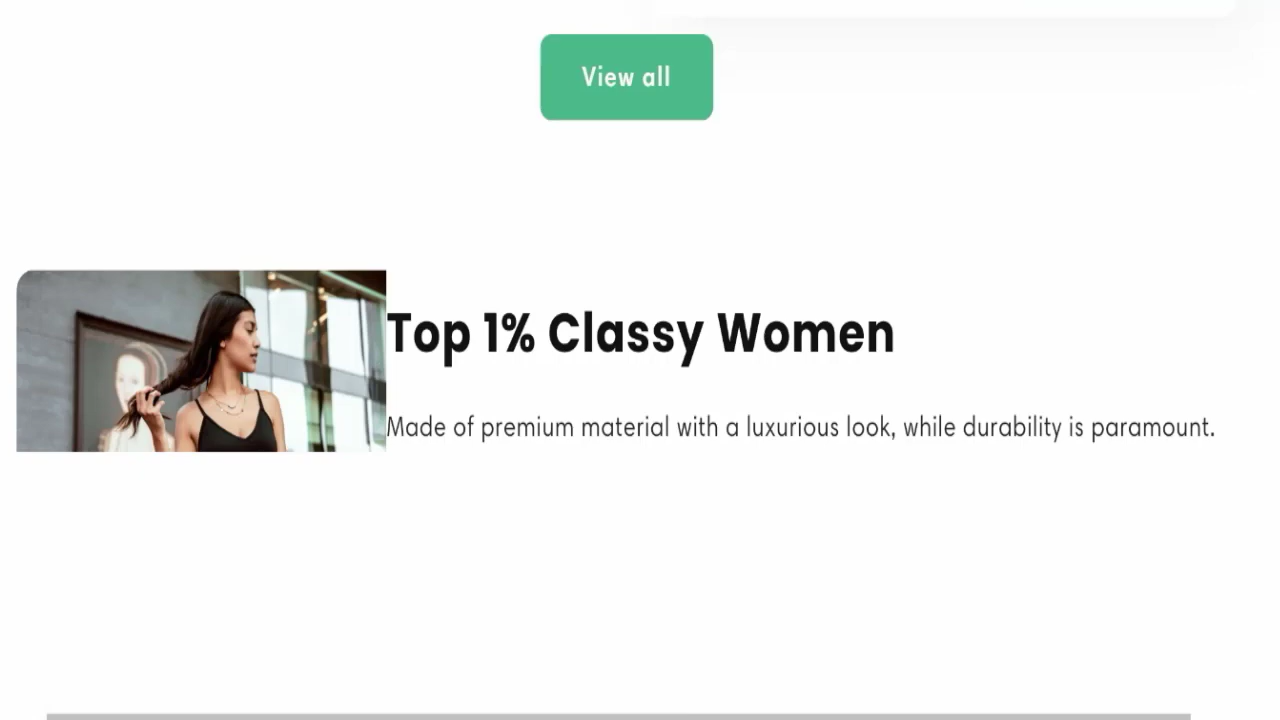 View all
Top 1% Classy Women
Made of premium material with a luxurious look, while durability is paramount.